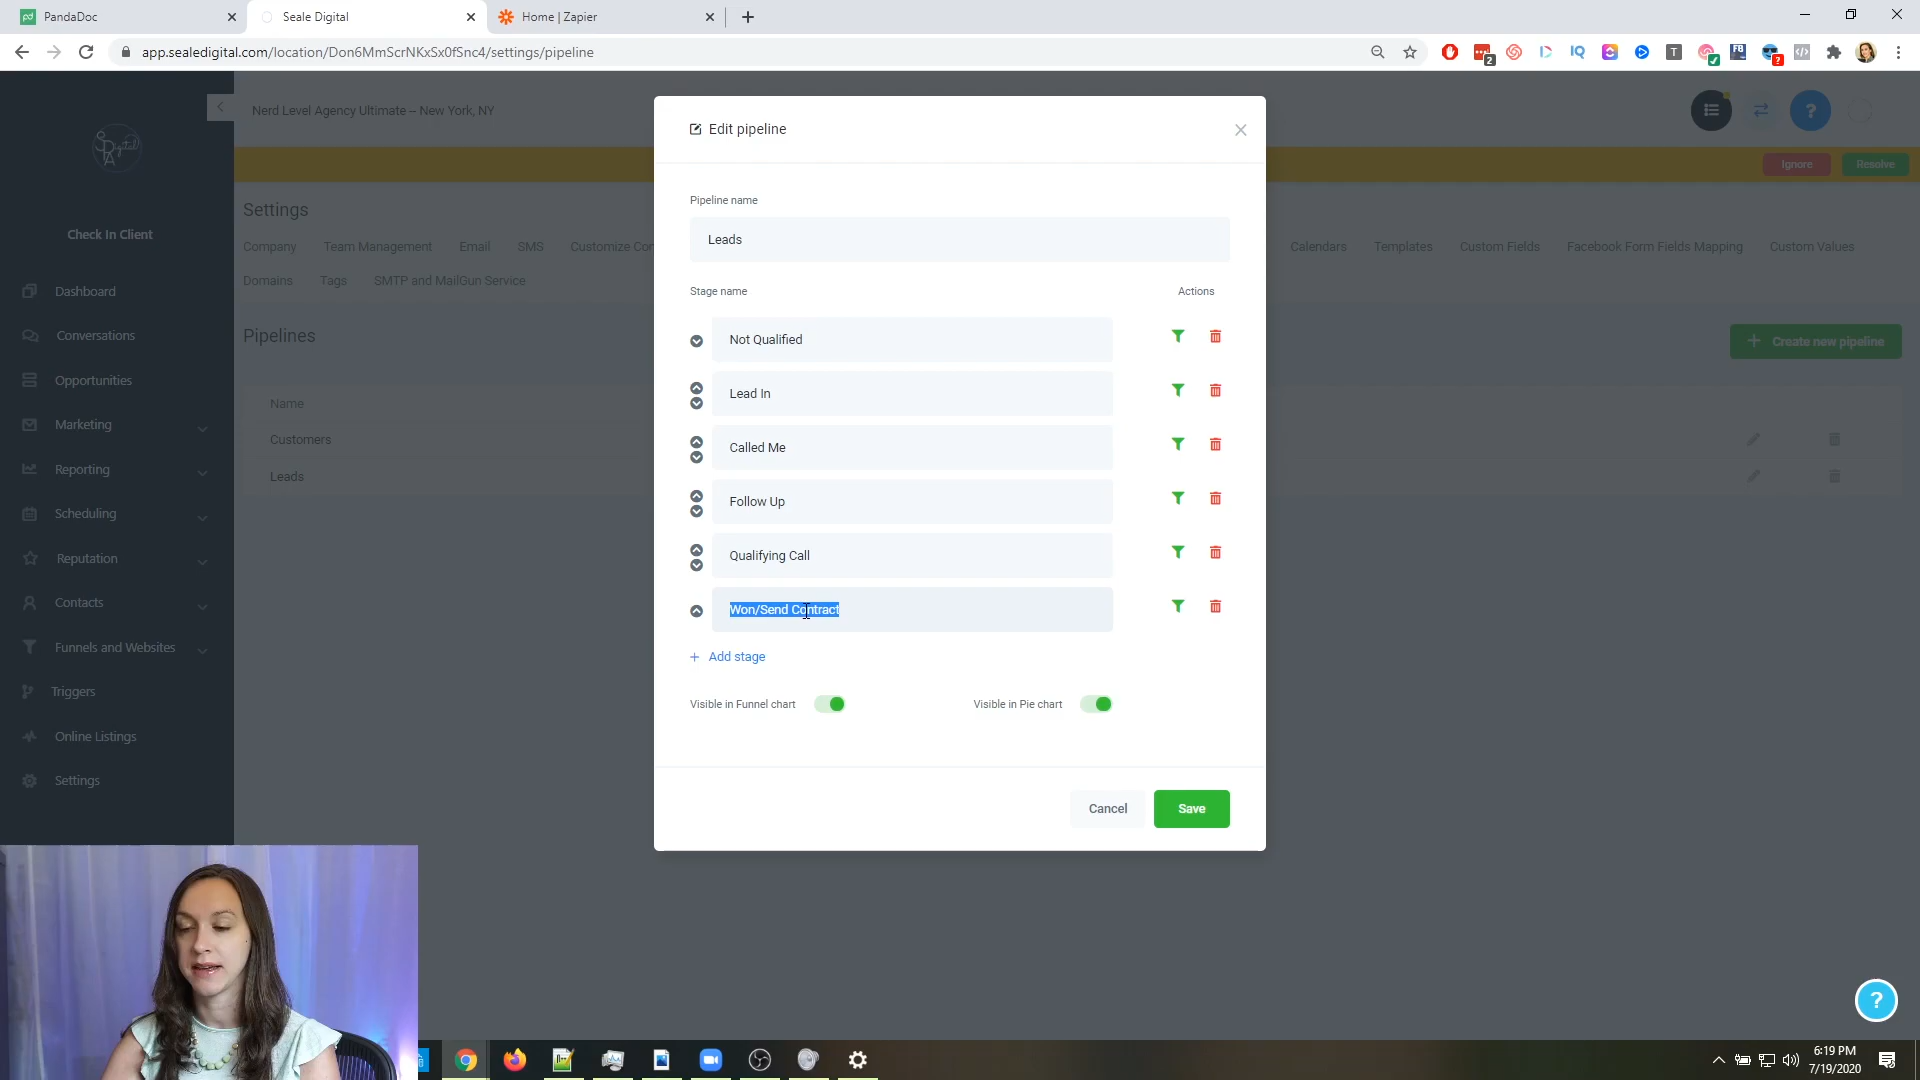 PandaDoc
Seale Digital
Home | Zapier
app.sealedigital.com/location/Don6MmScrNKxSx0fSnc4/settings/pipeline
Nerd Level Agency Ultimate – New York, NY
Ignore
Resolve
Check In Client
Dashboard
Conversations
Opportunities
Marketing
Reporting
Scheduling
Reputation
Contacts
Funnels and Websites
Triggers
Online Listings
Settings
Settings
Company Team Management Email SMS Customize Con Calendars Templates Custom Fields Facebook Form Fields Mapping Custom Values
Domains Tags SMTP and MailGun Service
Pipelines
Create new pipeline
Name
Customers
Leads
Edit pipeline
Pipeline name
Leads
Stage name Actions
Not Qualified
Lead In
Called Me
Follow Up
Qualifying Call
Won/Send Contract
+ Add stage
Visible in Funnel chart Visible in Pie chart
Cancel Save
6:19 PM
7/19/2020